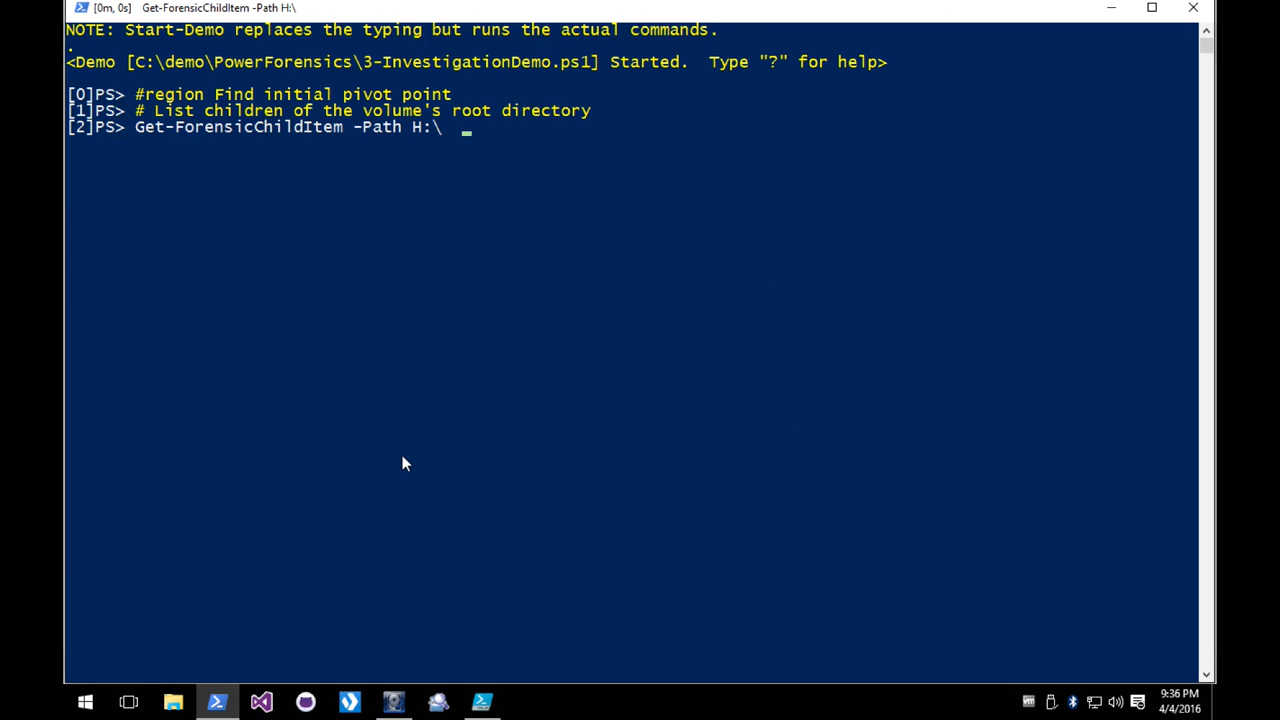 [0m, 0s]   Get-ForensicChildItem -Path H:\
NOTE: Start-Demo replaces the typing but runs the actual commands.
.
<Demo [C:\demo\PowerForensics\3-InvestigationDemo.ps1] Started.  Type "?" for help>
[0]PS> #region Find initial pivot point
[1]PS> # List children of the volume's root directory
[2]PS> Get-ForensicChildItem -Path H:\
vm
9:36 PM
4/4/2016